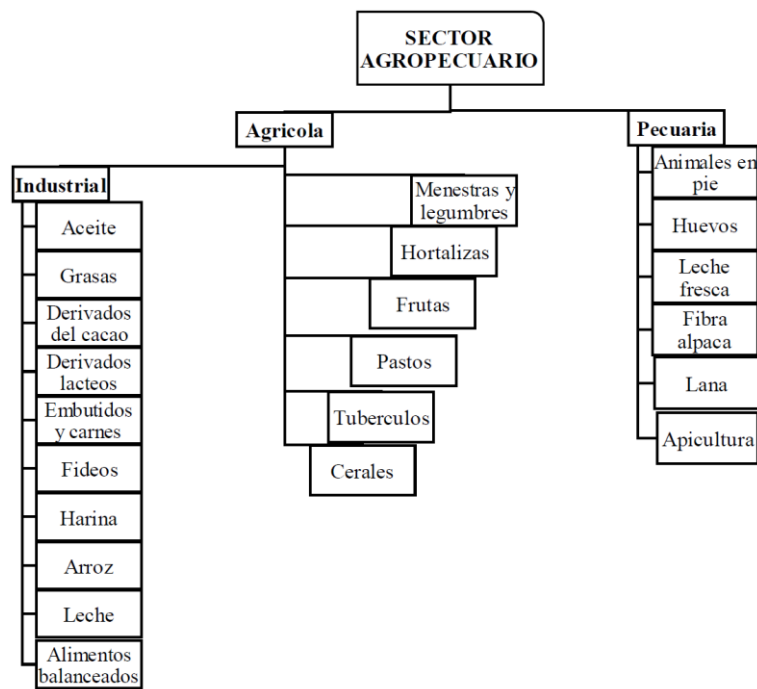 SECTOR
AGROPECUARIO
Agricola
Industrial
Aceite
Grasas
Derivados
del cacao
Derivados
lacteos
Embutidos
y carnes
Fideos
Harina
Arroz
Leche
Alimentos
balanceados
Menestras y
legumbres
Hortalizas
Frutas
Pastos
Tuberculos
Cerales
Pecuaria
Animales en
pie
Huevos
Leche
fresca
Fibra
alpaca
Lana
Apicultura